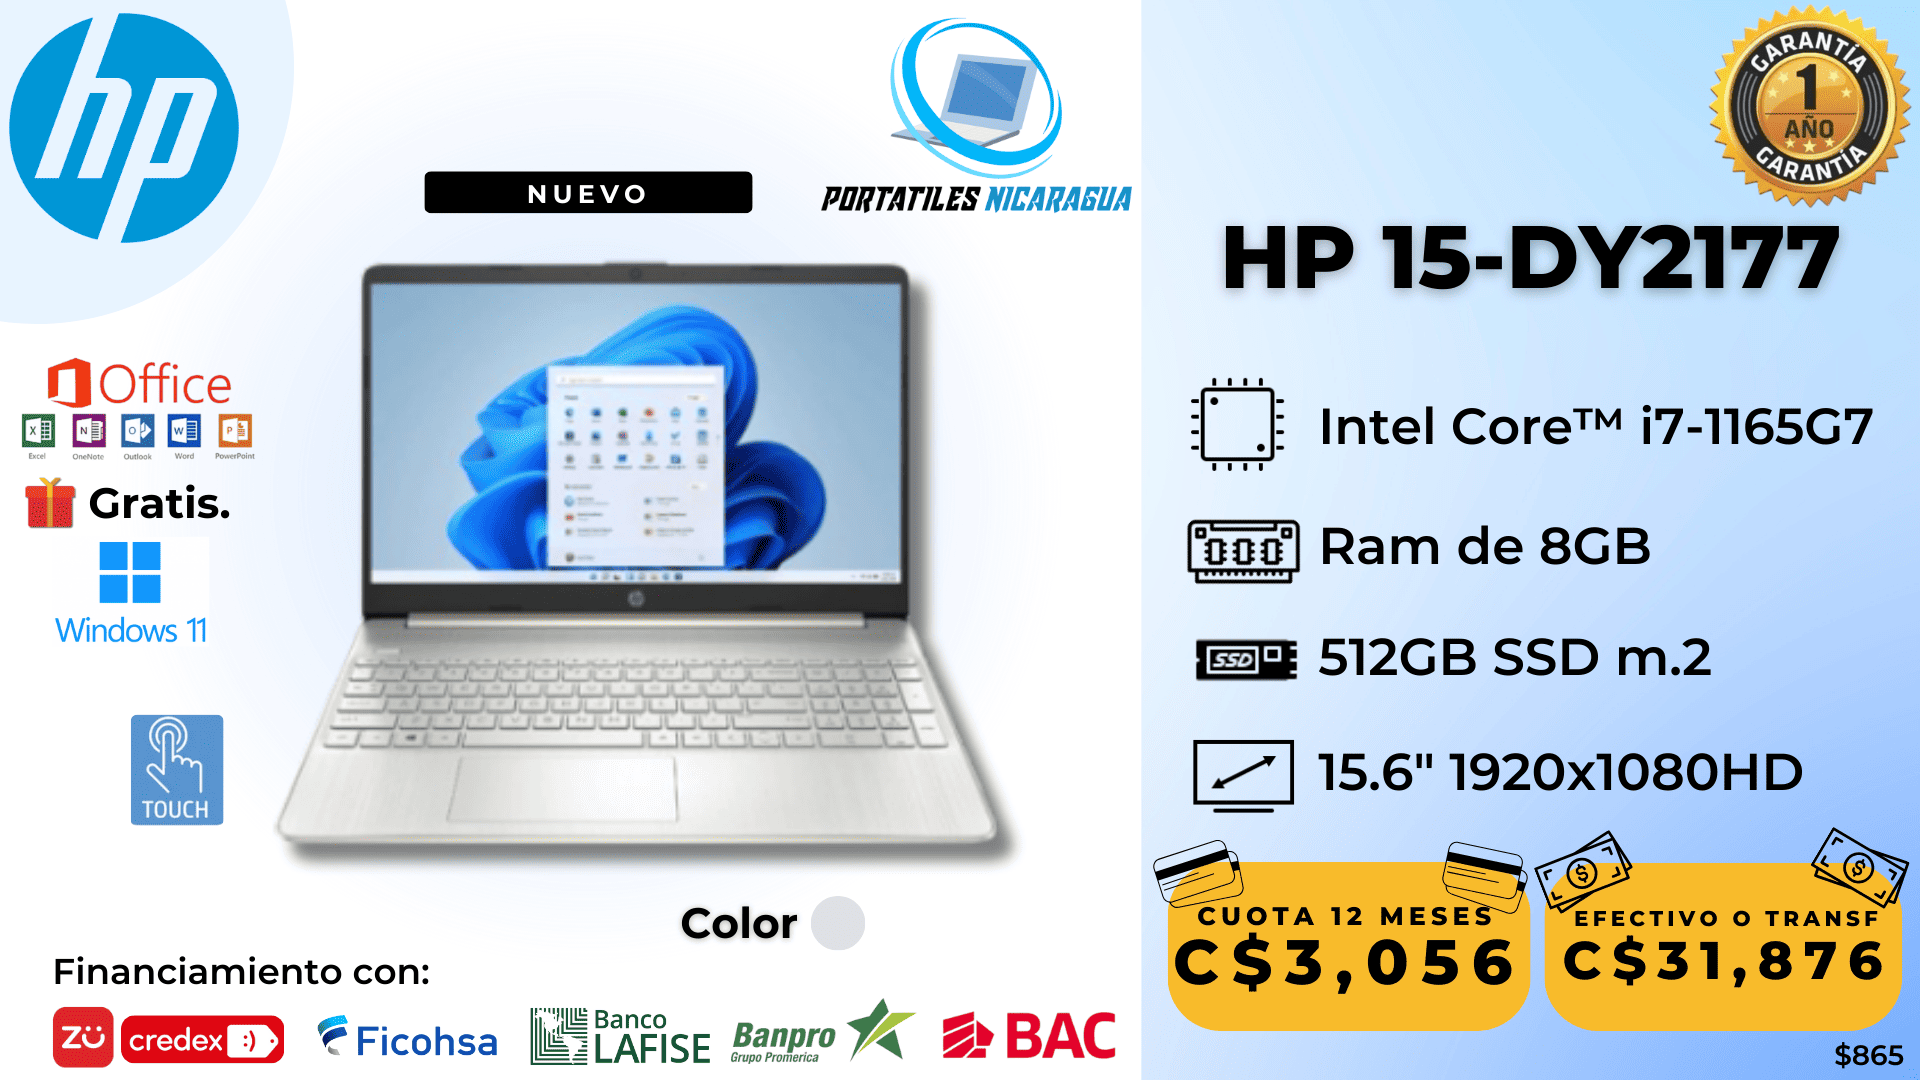 hp
NUEVO
PORTATILES NICARAGUA
Office
Excel
OneNote
Outlook
Word
PowerPoint
Gratis.
Windows 11
TOUCH
Color
Financiamiento con:
ZU
credex
Ficohsa
Banco
LAFISE
Banpro
Grupo Promerica
BAC
GARANTÍA
1
AÑO
GARANTÍA
HP 15-DY2177
Intel Core™ i7-1165G7
Ram de 8GB
SSD
512GB SSD m.2
15.6" 1920x1080HD
CUOTA 12 MESES
C$3,056
EFECTIVO O TRANSF
C$31,876
$865